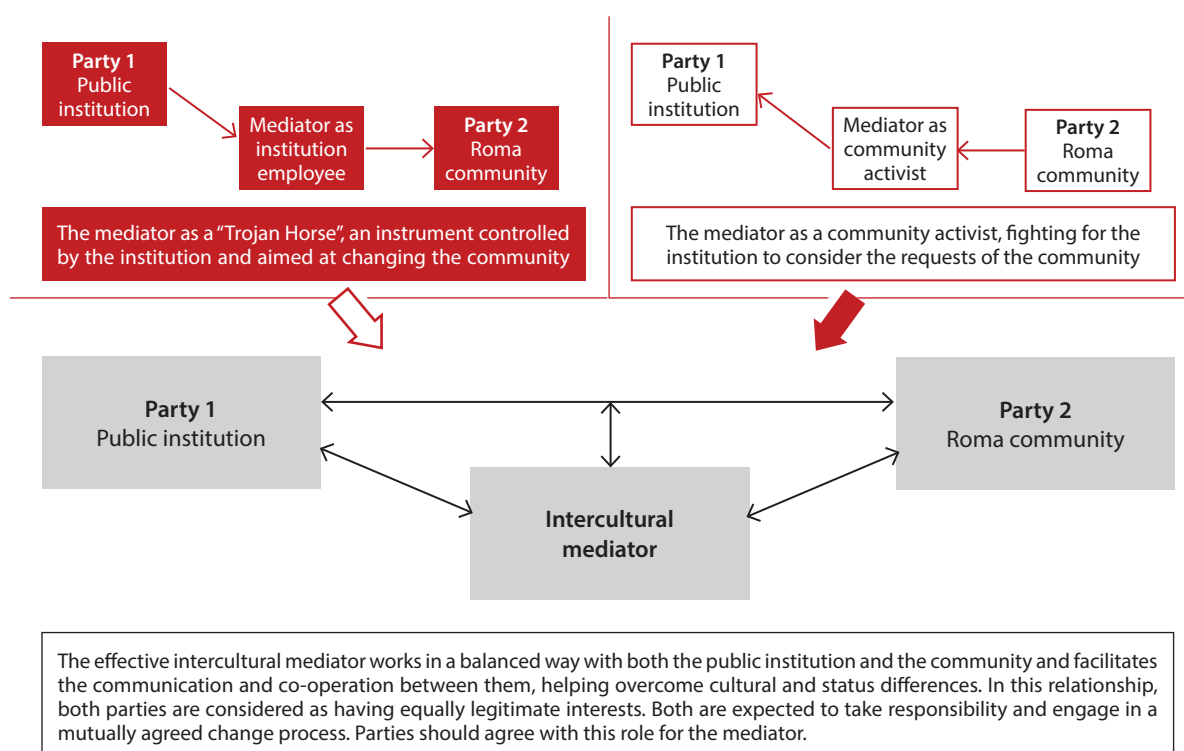 Party 1
Public
institution
Mediator as
institution
employee
Party 2
Roma
community
The mediator as a “Trojan Horse”, an instrument controlled
by the institution and aimed at changing the community
Party 1
Public
institution
Mediator as
community
activist
Party 2
Roma
community
The mediator as a community activist, fighting for the
institution to consider the requests of the community
Party 1
Public institution
Party 2
Roma community
Intercultural
mediator
The effective intercultural mediator works in a balanced way with both the public institution and the community and facilitates
the communication and co-operation between them, helping overcome cultural and status differences. In this relationship,
both parties are considered as having equally legitimate interests. Both are expected to take responsibility and engage in a
mutually agreed change process. Parties should agree with this role for the mediator.